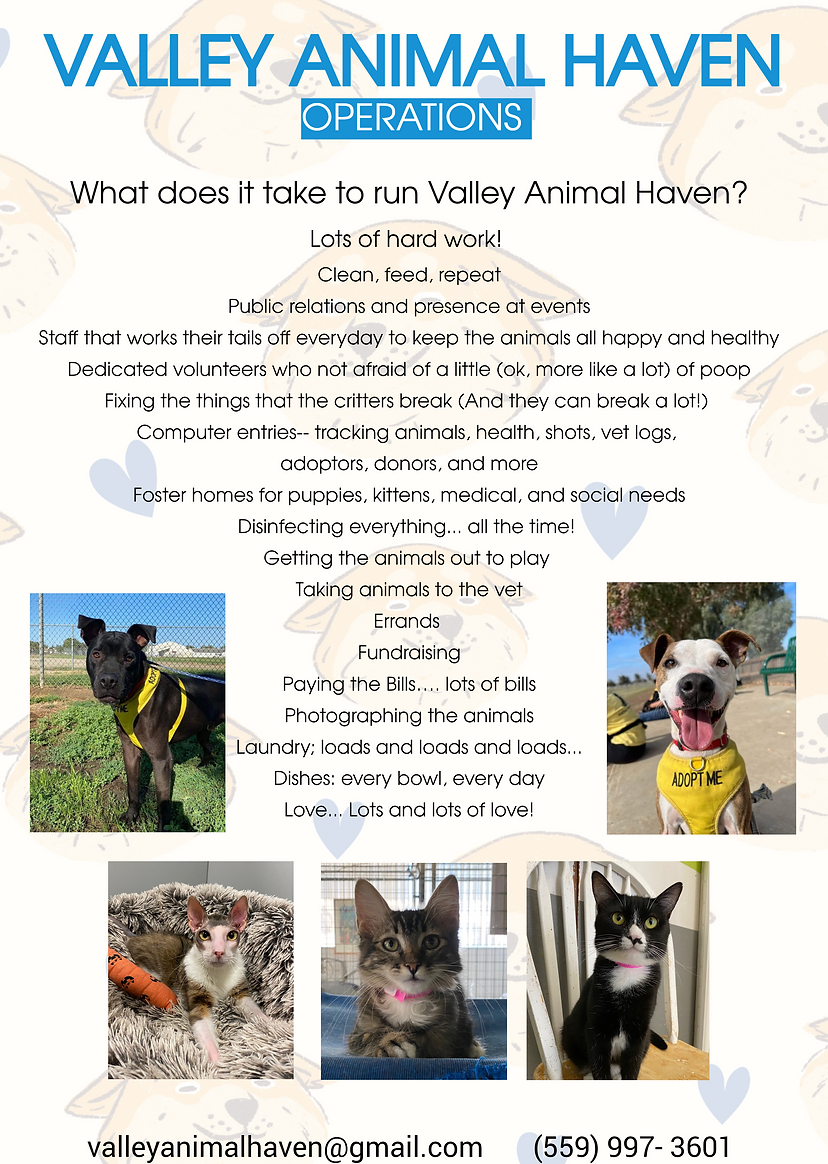 VALLEY ANIMAL HAVEN
OPERATIONS
What does it take to run Valley Animal Haven?
Lots of hard work!
Clean, feed, repeat
Public relations and presence at events
Staff that works their tails off everyday to keep the animals all happy and healthy
Dedicated volunteers who not afraid of a little (ok, more like a lot) of poop
Fixing the things that the critters break (And they can break a lot!)
Computer entries-- tracking animals, health, shots, vet logs,
adoptors, donors, and more
Foster homes for puppies, kittens, medical, and social needs
Disinfecting everything... all the time!
Getting the animals out to play
Taking animals to the vet
Errands
Fundraising
Paying the Bills.... lots of bills
Photographing the animals
Laundry; loads and loads and loads...
Dishes: every bowl, every day
Love... Lots and lots of love!
ADOPT ME
valleyanimalhaven@gmail.com (559) 997- 3601